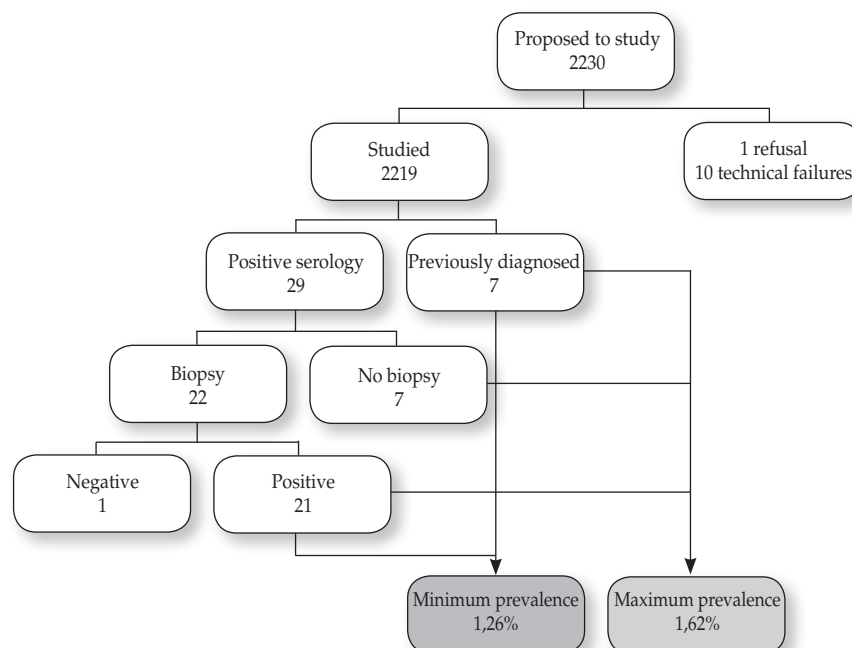 Proposed to study
2230
Studied
2219
1 refusal
10 technical failures
Positive serology
29
Previously diagnosed
7
Biopsy
22
No biopsy
7
Negative
1
Positive
21
Minimum prevalence
1,26%
Maximum prevalence
1,62%